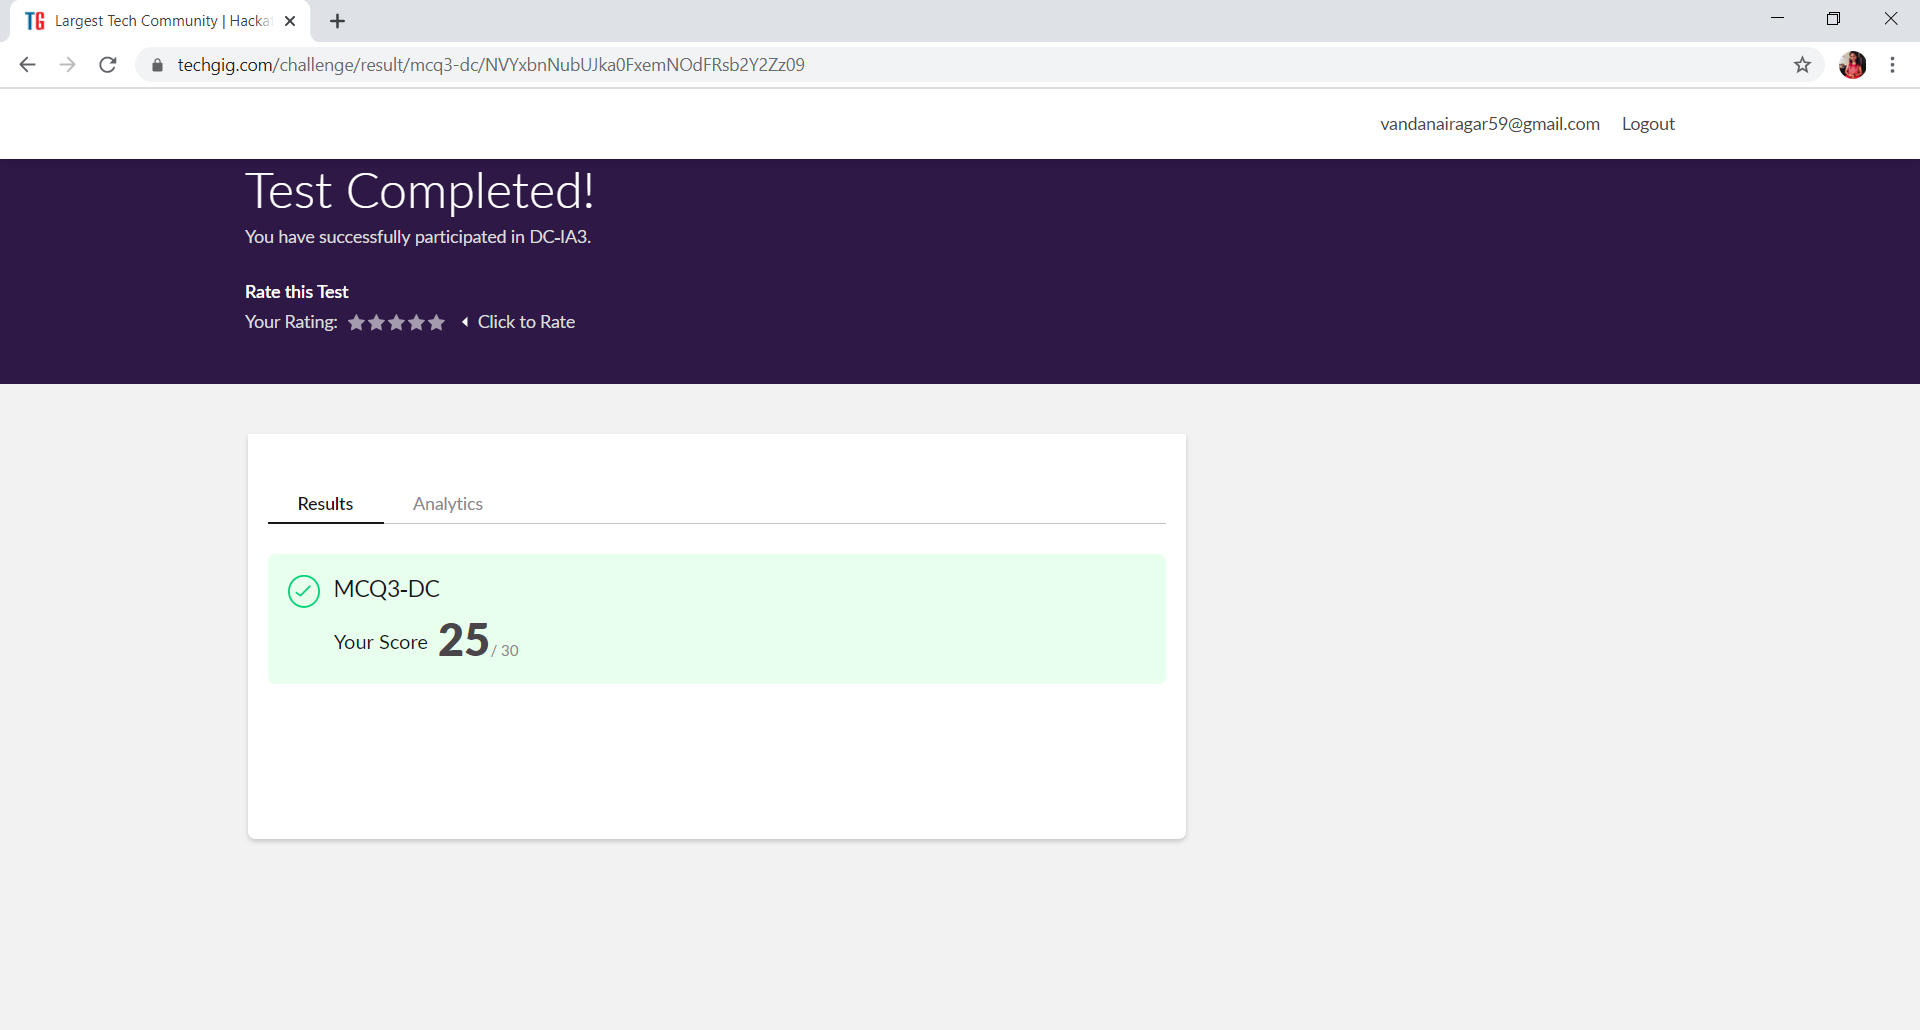 TG Largest Tech Community | Hacka
techgig.com/challenge/result/mcq3-dc/NVYxbnNubUJka0FxemNOdFRsb2Y2Zz09
vandanairagar59@gmail.com Logout
Test Completed!
You have successfully participated in DC-IA3.
Rate this Test
Your Rating: Click to Rate
Results Analytics
MCQ3-DC
Your Score 25 / 30